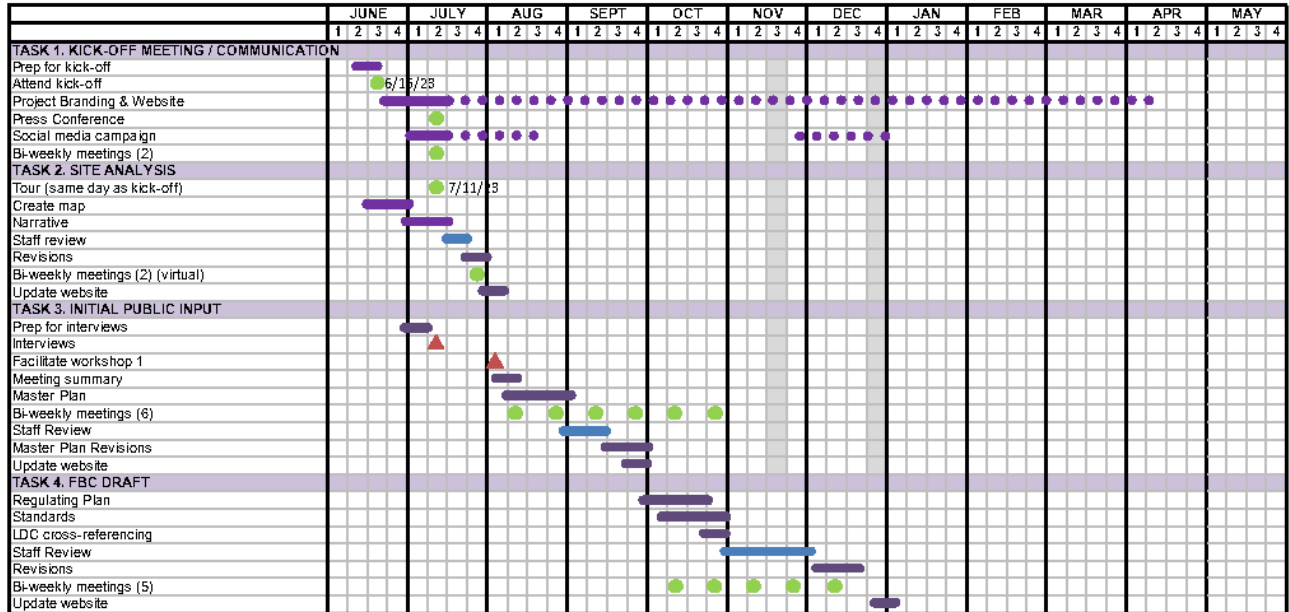 JUNE JULY AUG SEPT OCT NOV DEC JAN FEB MAR APR MAY
1 2 3 4 1 2 3 4 1 2 3 4 1 2 3 4 1 2 3 4 1 2 3 4 1 2 3 4 1 2 3 4 1 2 3 4 1 2 3 4 1 2 3 4 1 2 3 4
TASK 1. KICK-OFF MEETING / COMMUNICATION
Prep for kick-off
Attend kick-off 6/15/23
Project Branding & Website
Press Conference
Social media campaign
Bi-weekly meetings (2)
TASK 2. SITE ANALYSIS
Tour (same day as kick-off) 7/11/23
Create map
Narrative
Staff review
Revisions
Bi-weekly meetings (2) (virtual)
Update website
TASK 3. INITIAL PUBLIC INPUT
Prep for interviews
Interviews
Facilitate workshop 1
Meeting summary
Master Plan
Bi-weekly meetings (6)
Staff Review
Master Plan Revisions
Update website
TASK 4. FBC DRAFT
Regulating Plan
Standards
LDC cross-referencing
Staff Review
Revisions
Bi-weekly meetings (5)
Update website